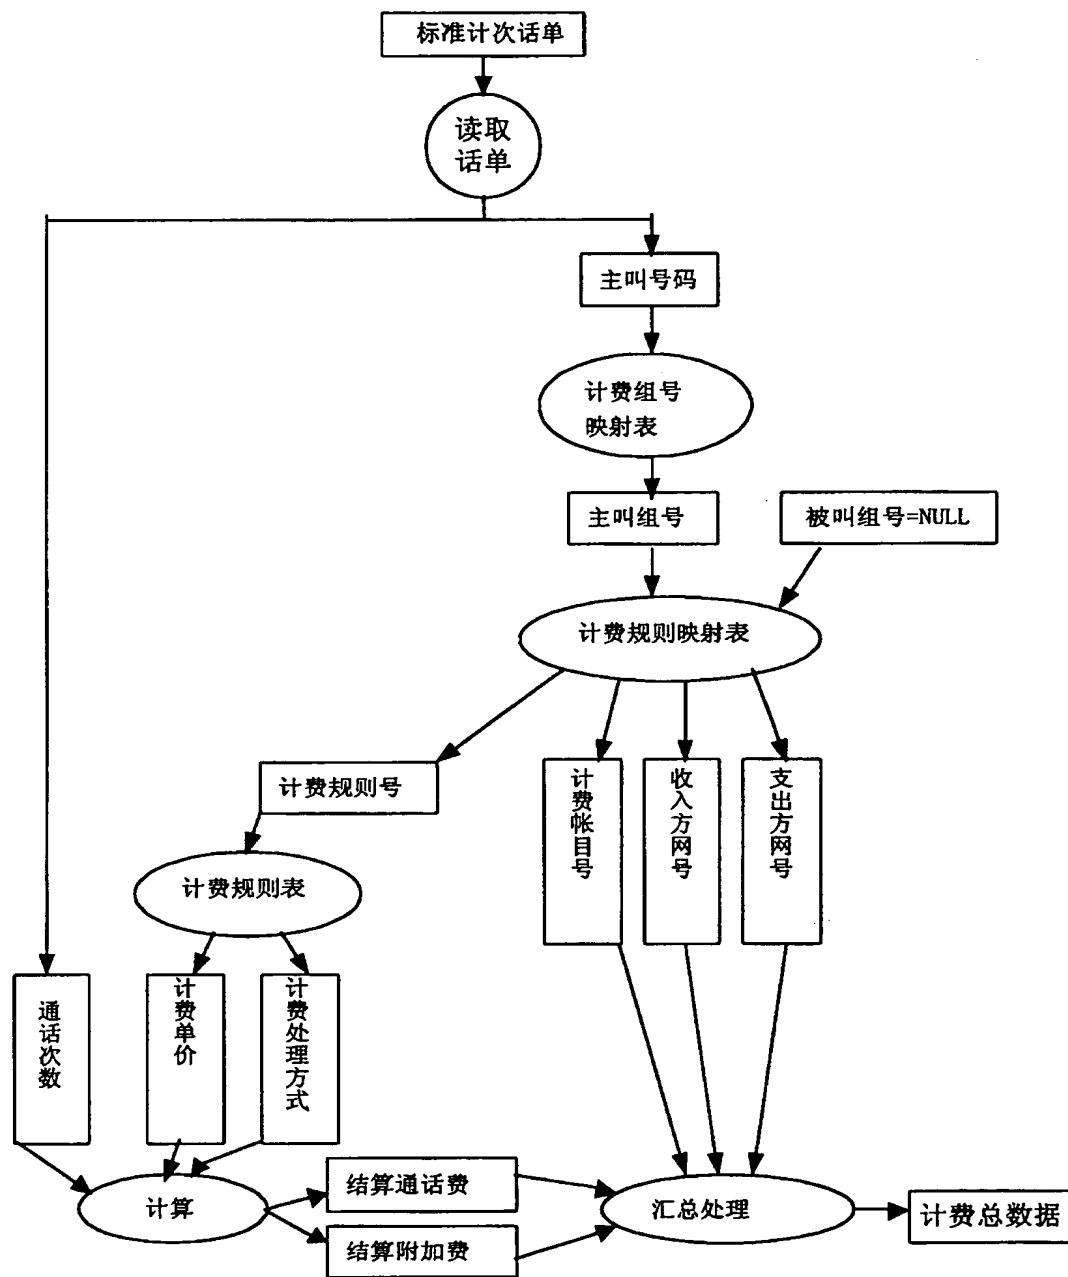 标准计次话单
读取
话单
主叫号码
计费组号
映射表
主叫组号
被叫组号=NULL
计费规则映射表
计费规则号
计费帐目号
收入方网号
支出方网号
计费规则表
通话次数
计费单价
计费处理方式
计算
结算通话费
结算附加费
汇总处理
计费总数据